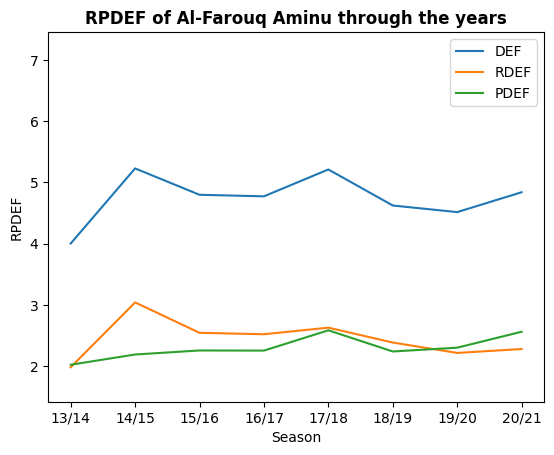 RPDEF of Al-Farouq Aminu through the years
DEF
RDEF
PDEF
7
6
5
4
3
2
RPDEF
13/14 14/15 15/16 16/17 17/18 18/19 19/20 20/21
Season